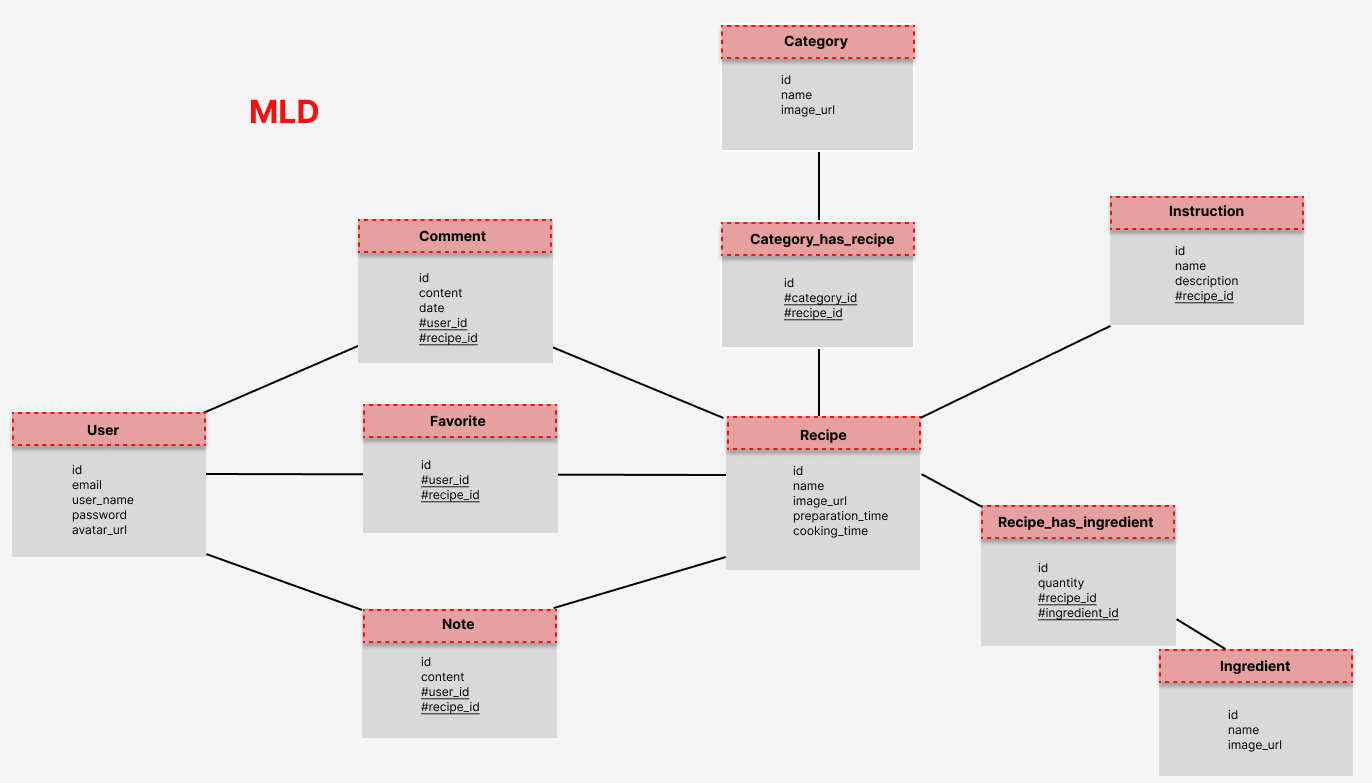 MLD
Category
id
name
image_url
Comment
id
content
date
#user_id
#recipe_id
Category_has_recipe
id
#category_id
#recipe_id
Instruction
id
name
description
#recipe_id
User
id
email
user_name
password
avatar_url
Favorite
id
#user_id
#recipe_id
Recipe
id
name
image_url
preparation_time
cooking_time
Recipe_has_ingredient
id
quantity
#recipe_id
#ingredient_id
Note
id
content
#user_id
#recipe_id
Ingredient
id
name
image_url